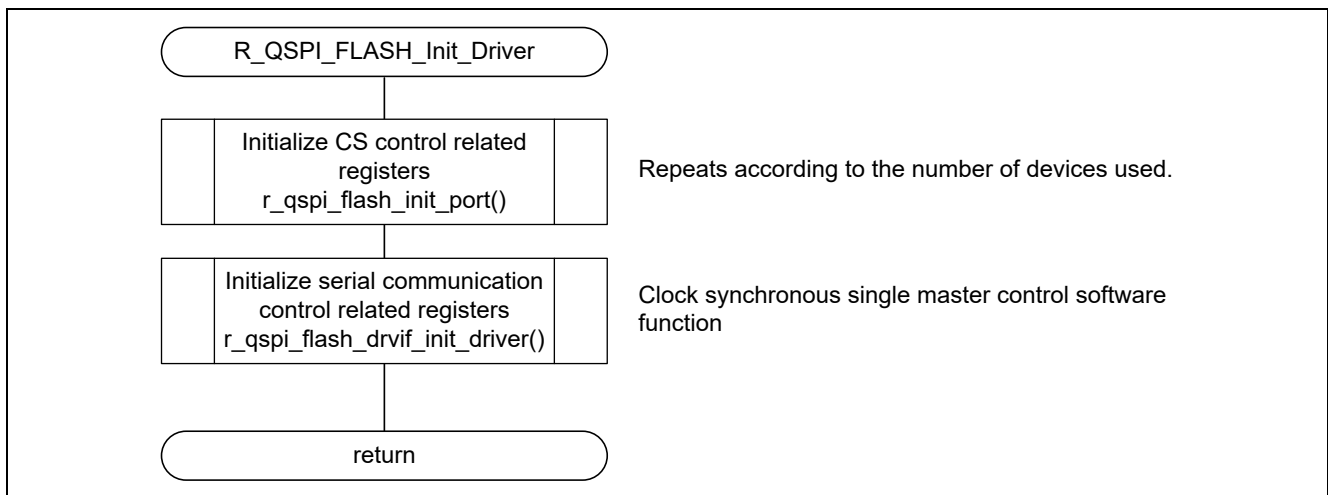 R_QSPI_FLASH_Init_Driver
Initialize CS control related
registers
r_qspi_flash_init_port()
Repeats according to the number of devices used.
Initialize serial communication
control related registers
r_qspi_flash_drvif_init_driver()
Clock synchronous single master control software
function
return